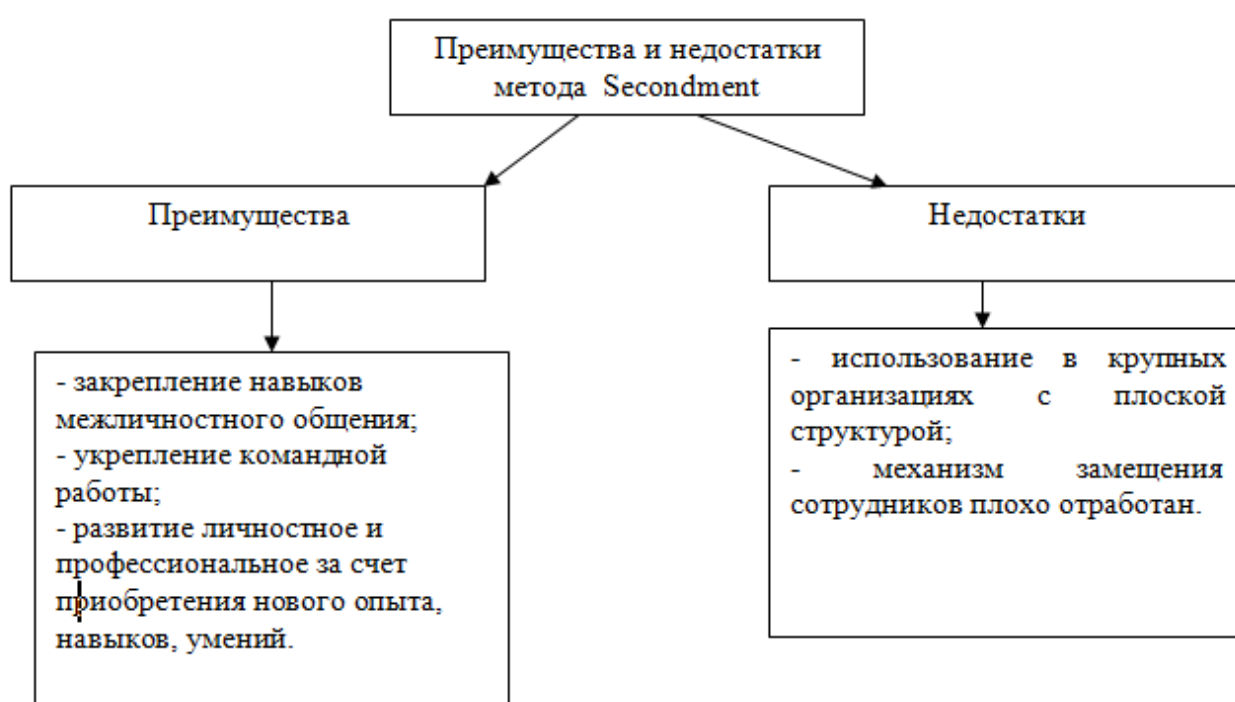 Преимущества и недостатки
метода Secondment
Преимущества
Недостатки
- закрепление навыков
межличностного общения;
- укрепление командной
работы;
- развитие личностное и
профессиональное за счет
приобретения нового опыта,
навыков, умений.
- использование в крупных
организациях с плоской
структурой;
- механизм замещения
сотрудников плохо отработан.